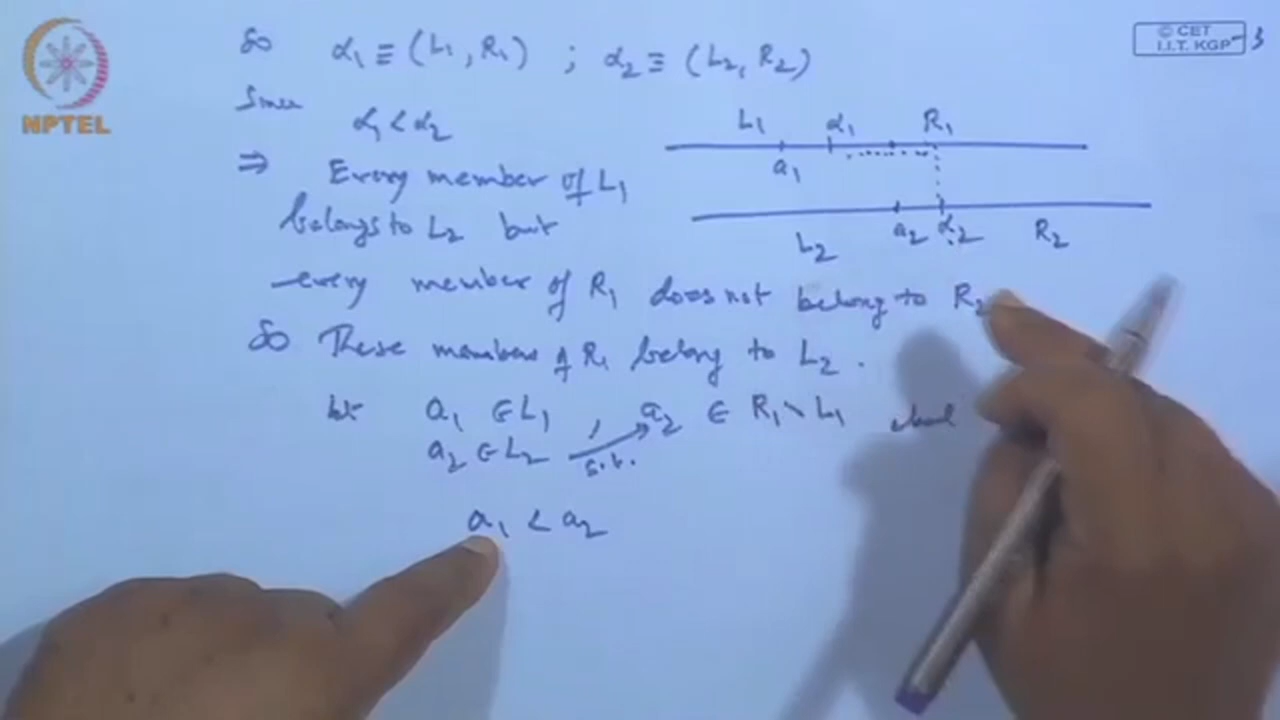 So α₁ ≡ (L₁, R₁) ; α₂ ≡ (L₂, R₂)
Since
α₁ < α₂
⇒ Every member of L₁
belongs to L₂ but
every member of R₁ does not belong to R₂
So These members of R₁ belong to L₂.
a₁ ∈ L₁ , a₂ ∈ R₁ \ L₁
a₂ ∈ L₂ s.t.
a₁ < a₂
L₁ α₁ R₁
a₁
L₂ a₂ α₂ R₂
© CET
I.I.T. KGP
NPTEL